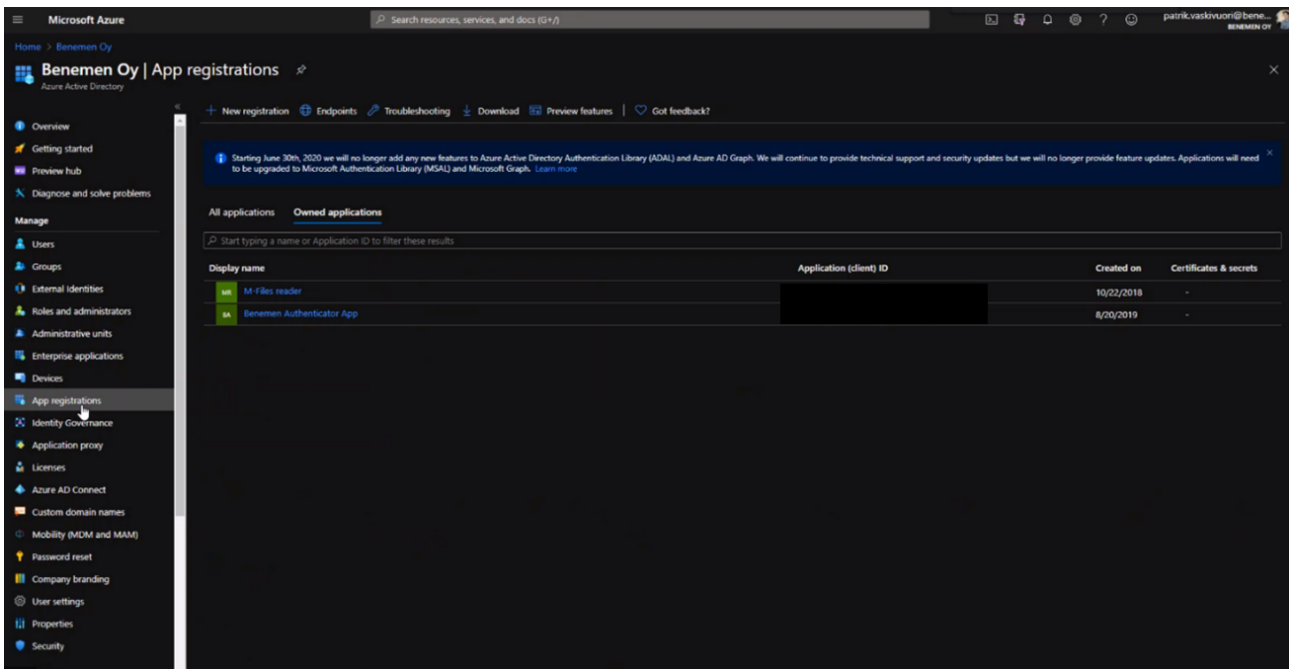 Microsoft Azure
Search resources, services, and docs (G+/)
patrik.vaskivuori@bene...
BENEMEN OY
Home > Benemen Oy
Benemen Oy | App registrations
Azure Active Directory
New registration Endpoints Troubleshooting Download Preview features Got feedback?
Overview
Getting started
Preview hub
Diagnose and solve problems
Manage
Users
Groups
External Identities
Roles and administrators
Administrative units
Enterprise applications
Devices
App registrations
Identity Governance
Application proxy
Licenses
Azure AD Connect
Custom domain names
Mobility (MDM and MAM)
Password reset
Company branding
User settings
Properties
Security
Starting June 30th, 2020 we will no longer add any new features to Azure Active Directory Authentication Library (ADAL) and Azure AD Graph. We will continue to provide technical support and security updates but we will no longer provide feature updates. Applications will need
to be upgraded to Microsoft Authentication Library (MSAL) and Microsoft Graph. Learn more
All applications Owned applications
Start typing a name or Application ID to filter these results
Display name Application (client) ID Created on Certificates & secrets
MR M-Files reader 10/22/2018 -
BA Benemen Authenticator App 8/20/2019 -